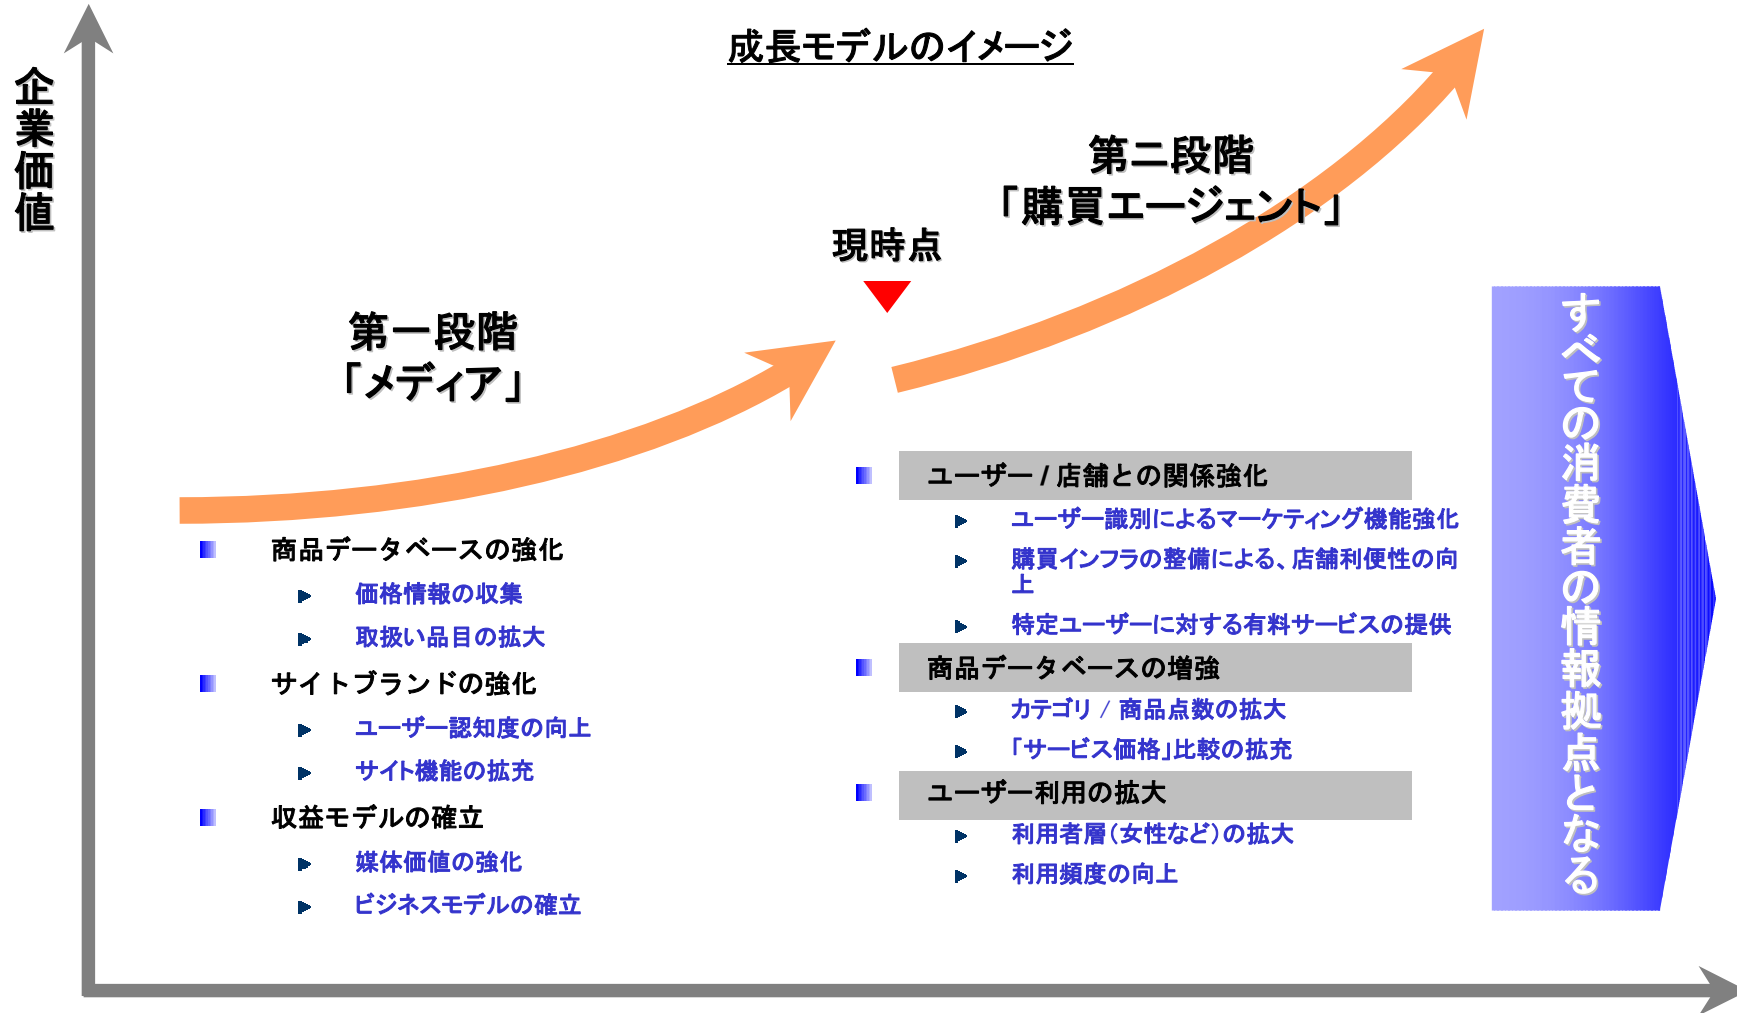 成長モデルのイメージ
企業価値
第一段階
「メディア」
現時点
第二段階
「購買エージェント」
商品データベースの強化
価格情報の収集
取扱い品目の拡大
サイトブランドの強化
ユーザー認知度の向上
サイト機能の拡充
収益モデルの確立
媒体価値の強化
ビジネスモデルの確立
ユーザー / 店舗との関係強化
ユーザー識別によるマーケティング機能強化
購買インフラの整備による、店舗利便性の向
上
特定ユーザーに対する有料サービスの提供
商品データベースの増強
カテゴリ / 商品点数の拡大
「サービス価格」比較の拡充
ユーザー利用の拡大
利用者層（女性など）の拡大
利用頻度の向上
すべての消費者の情報拠点となる